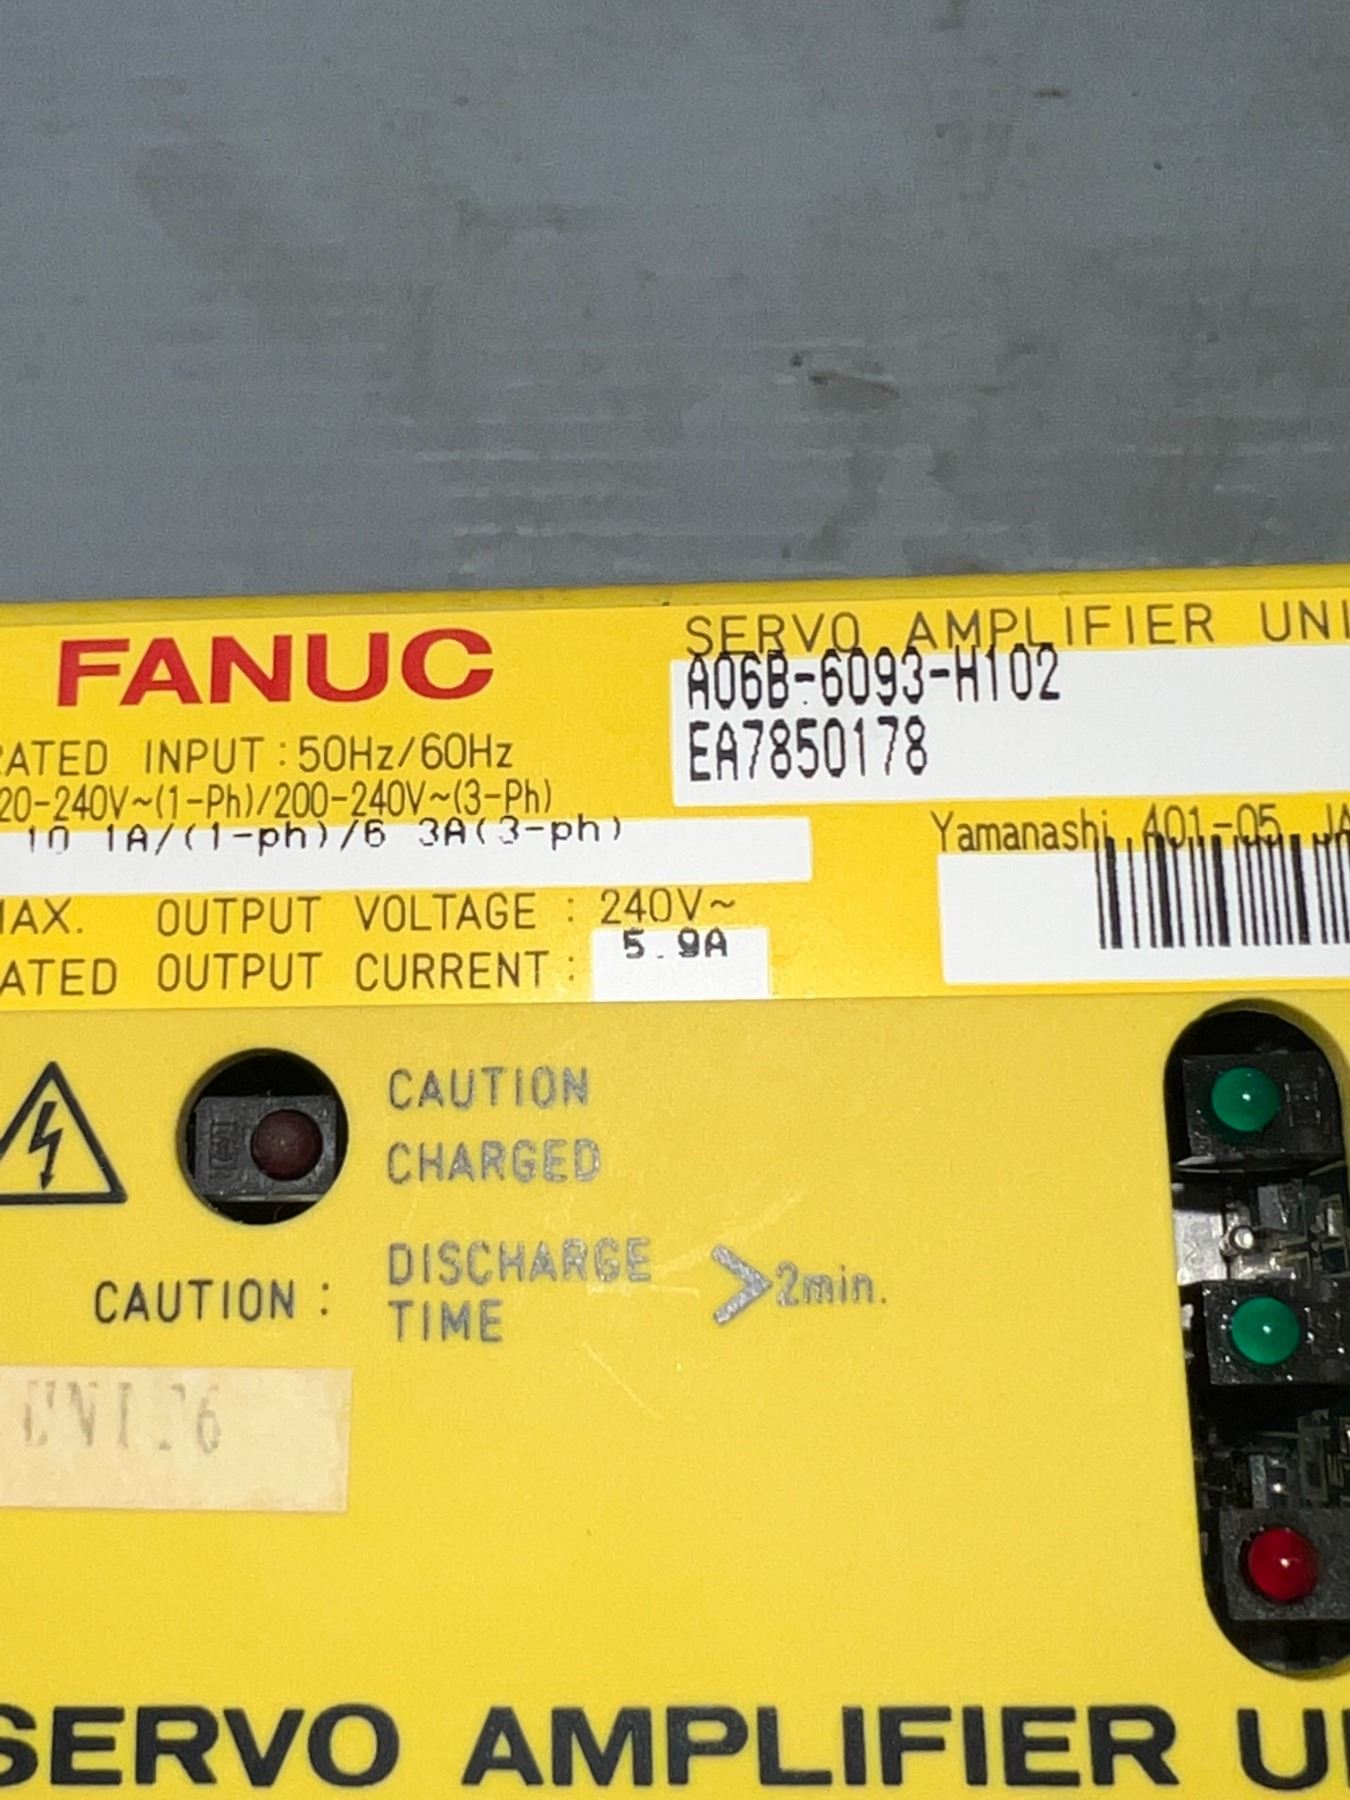 FANUC
SERVO AMPLIFIER UNI
A06B-6093-H102
EA7850178
RATED INPUT:50Hz/60Hz
20-240V~(1-Ph)/200-240V~(3-Ph)
10 1A/(1-ph)/6 3A(3-ph)
Yamanashi 401-05 JA
MAX. OUTPUT VOLTAGE : 240V~
ATED OUTPUT CURRENT : 5.9A
CAUTION
CHARGED
CAUTION : DISCHARGE
TIME >2min.
SERVO AMPLIFIER U